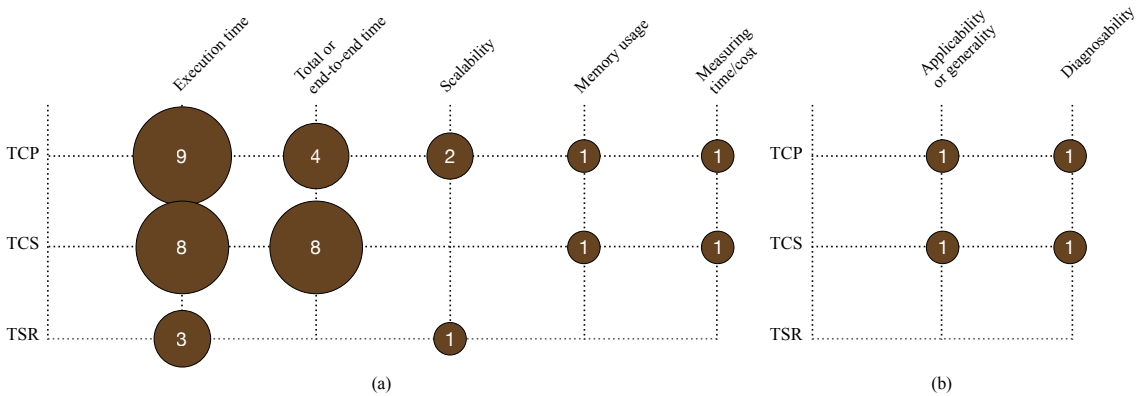 Execution time
Total or
end-to-end time
Scalability
Memory usage
Measuring
time/cost
Applicability
or generality
Diagnosability
TCP
9
4
2
1
1
TCP
1
1
TCS
8
8
1
1
TCS
1
1
TSR
3
1
TSR
(a)
(b)